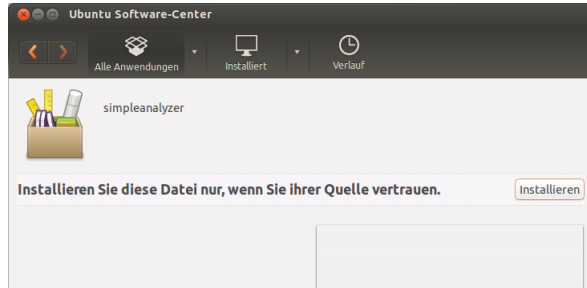 Ubuntu Software-Center
Alle Anwendungen
Installiert
Verlauf
simpleanalyzer
Installieren Sie diese Datei nur, wenn Sie ihrer Quelle vertrauen.
Installieren